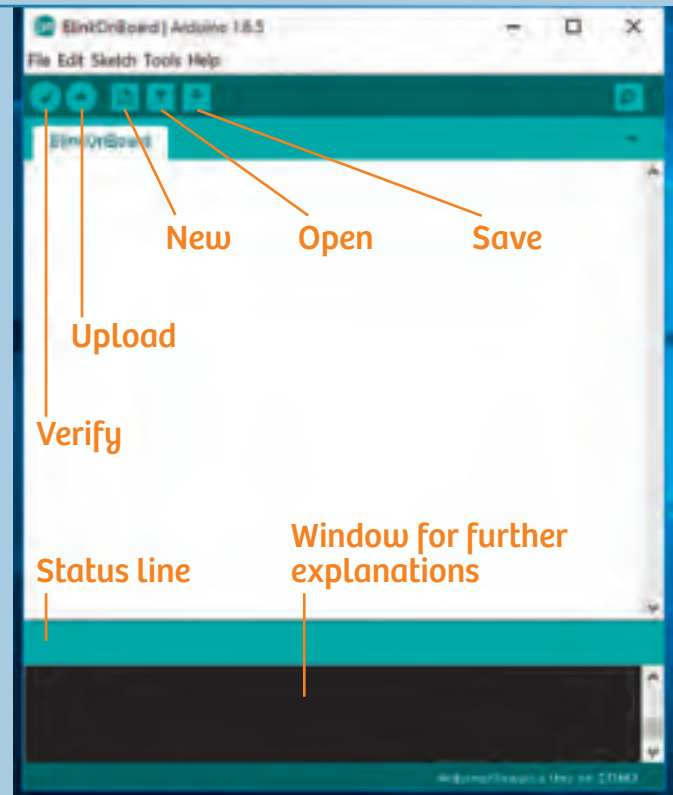 BlinkOnBoard | Arduino 1.6.5
File Edit Sketch Tools Help
BlinkOnBoard
New
Open
Save
Upload
Verify
Window for further
explanations
Status line